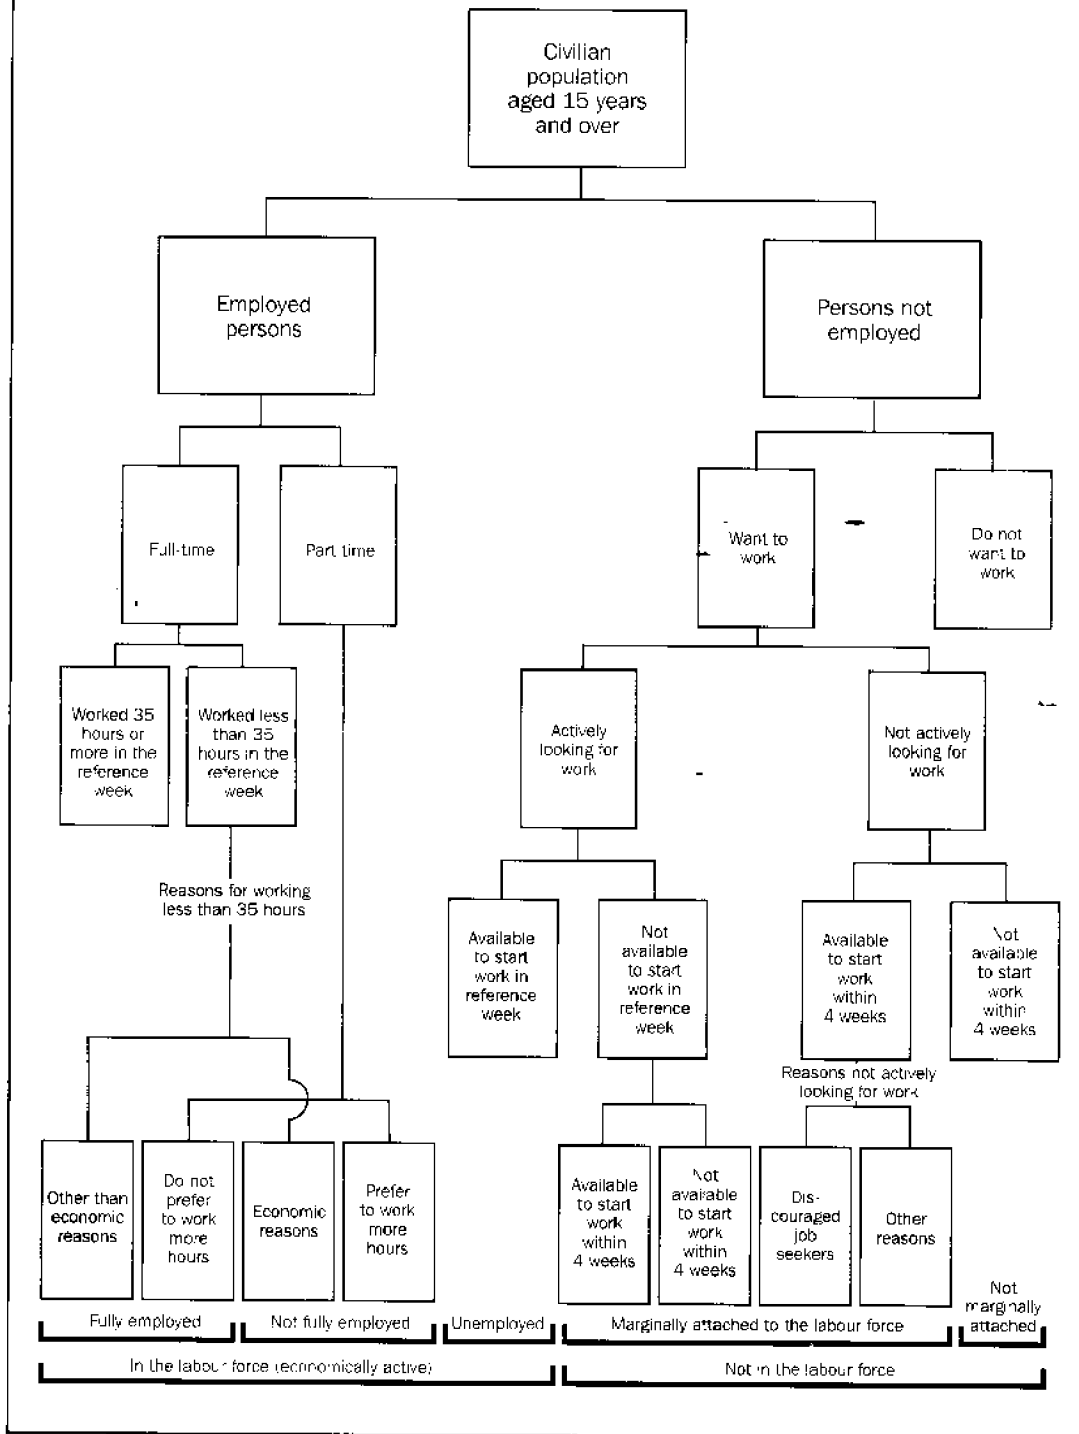 Civilian
population
aged 15 years
and over
Employed
persons
Persons not
employed
Full-time
Part time
Want to
work
Do not
want to
work
Worked 35
hours or
more in the
reference
week
Worked less
than 35
hours in the
reference
week
Actively
looking for
work
Not actively
looking for
work
Reasons for working
less than 35 hours
Available
to start
work in
reference
week
Not
available
to start
work in
reference
week
Available
to start
work
within
4 weeks
Not
available
to start
work
within
4 weeks
Reasons not actively
looking for work
Other than
economic
reasons
Do not
prefer
to work
more
hours
Economic
reasons
Prefer
to work
more
hours
Available
to start
work
within
4 weeks
Not
available
to start
work
within
4 weeks
Dis-
couraged
job
seekers
Other
reasons
Fully employed
Not fully employed
Unemployed
Marginally attached to the labour force
Not
marginally
attached
In the labour force (economically active)
Not in the labour force